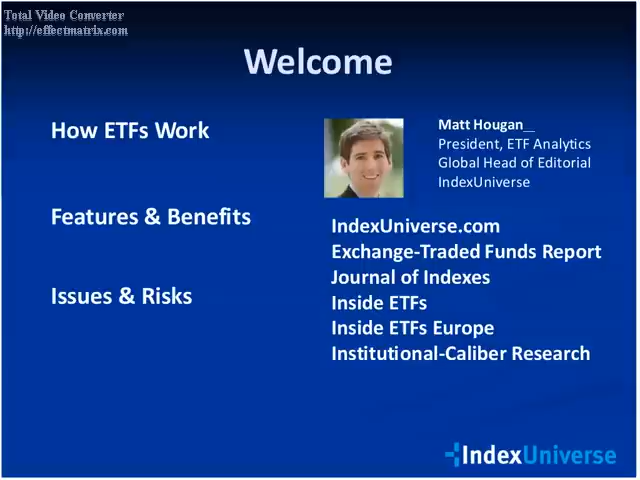 Total Video Converter
http://effectmatrix.com
Welcome
How ETFs Work
Features & Benefits
Issues & Risks
Matt Hougan
President, ETF Analytics
Global Head of Editorial
IndexUniverse
IndexUniverse.com
Exchange-Traded Funds Report
Journal of Indexes
Inside ETFs
Inside ETFs Europe
Institutional-Caliber Research
IndexUniverse